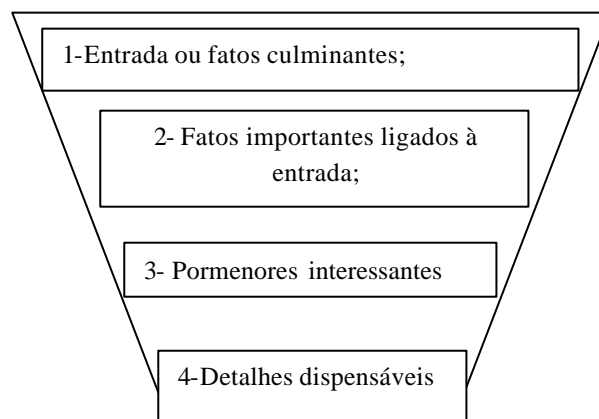 1-Entrada ou fatos culminantes;
2- Fatos importantes ligados à
entrada;
3- Pormenores interessantes
4-Detalhes dispensáveis